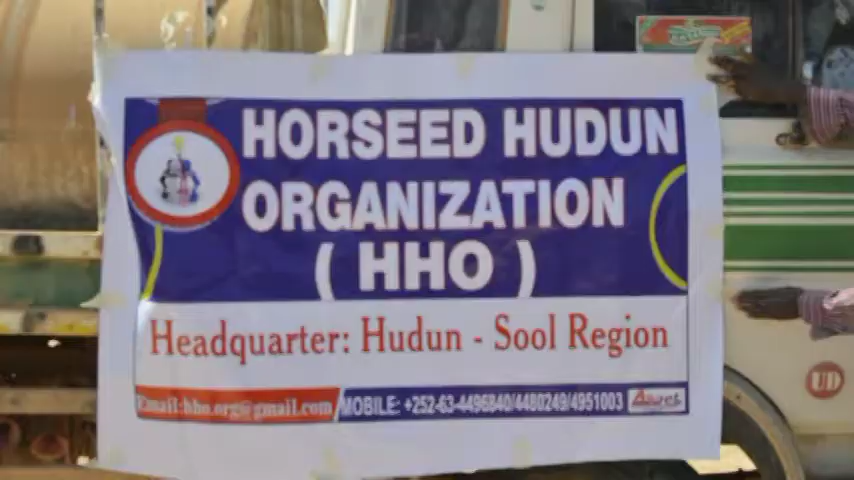 HORSEED HUDUN
ORGANIZATION
( HHO )
Headquarter: Hudun - Sool Region
Email:hho.org@gmail.com
MOBILE: +252-63-4496840/4480249/4951003
UD